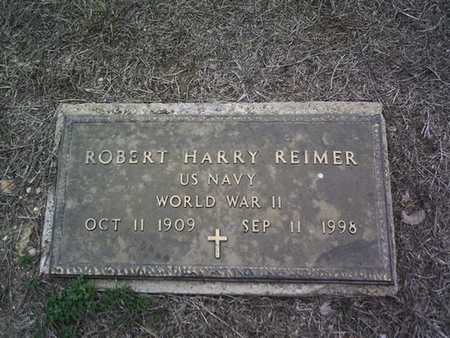 ROBERT HARRY REIMER
US NAVY
WORLD WAR II
OCT 11 1909 SEP 11 1998